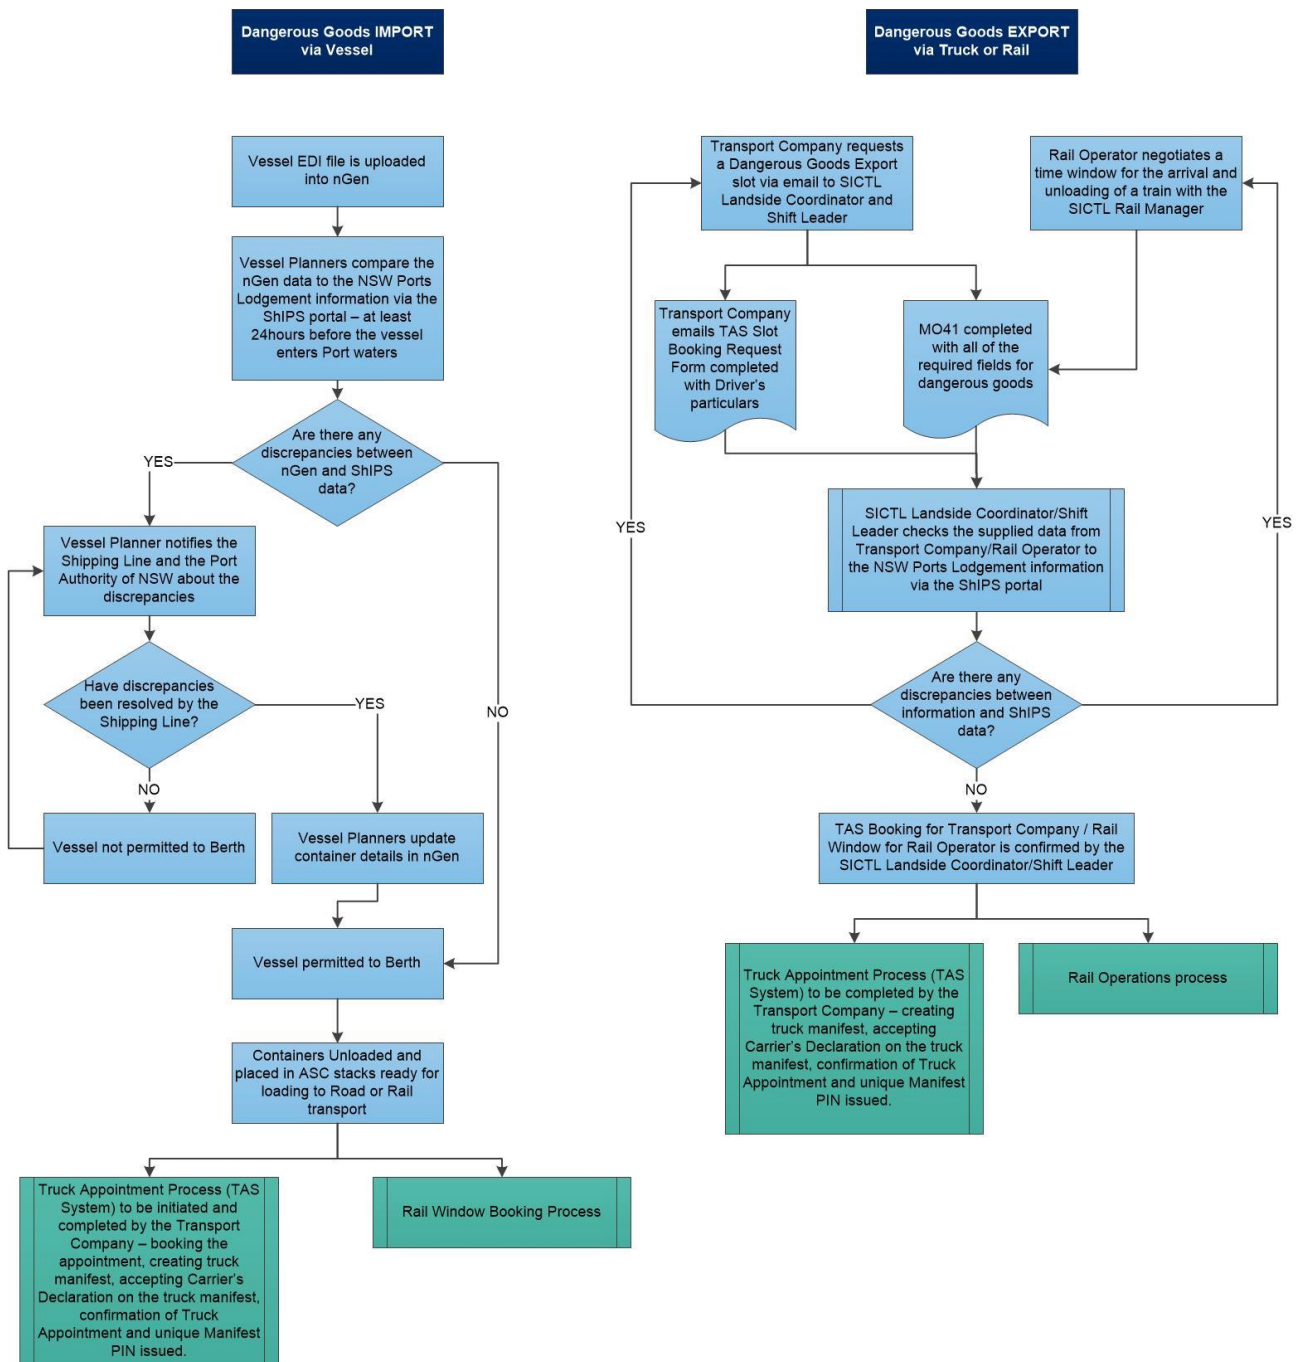 Dangerous Goods IMPORT
via Vessel
Vessel EDI file is uploaded
into nGen
Vessel Planners compare the
nGen data to the NSW Ports
Lodgement information via the
ShIPS portal – at least
24hours before the vessel
enters Port waters
Are there any
discrepancies between
nGen and ShIPS
data?
YES
NO
Vessel Planner notifies the
Shipping Line and the Port
Authority of NSW about the
discrepancies
Have discrepancies
been resolved by the
Shipping Line?
YES
NO
Vessel not permitted to Berth
Vessel Planners update
container details in nGen
Vessel permitted to Berth
Containers Unloaded and
placed in ASC stacks ready for
loading to Road or Rail
transport
Truck Appointment Process (TAS
System) to be initiated and
completed by the Transport
Company – booking the
appointment, creating truck
manifest, accepting Carrier's
Declaration on the truck manifest,
confirmation of Truck
Appointment and unique Manifest
PIN issued.
Rail Window Booking Process
Dangerous Goods EXPORT
via Truck or Rail
Transport Company requests
a Dangerous Goods Export
slot via email to SICTL
Landside Coordinator and
Shift Leader
Rail Operator negotiates a
time window for the arrival and
unloading of a train with the
SICTL Rail Manager
Transport Company
emails TAS Slot
Booking Request
Form completed
with Driver's
particulars
MO41 completed
with all of the
required fields for
dangerous goods
SICTL Landside Coordinator/Shift
Leader checks the supplied data from
Transport Company/Rail Operator to
the NSW Ports Lodgement information
via the ShIPS portal
Are there any
discrepancies between
information and ShIPS
data?
YES
YES
NO
TAS Booking for Transport Company / Rail
Window for Rail Operator is confirmed by the
SICTL Landside Coordinator/Shift Leader
Truck Appointment Process (TAS
System) to be completed by the
Transport Company – creating
truck manifest, accepting
Carrier's Declaration on the truck
manifest, confirmation of Truck
Appointment and unique Manifest
PIN issued.
Rail Operations process